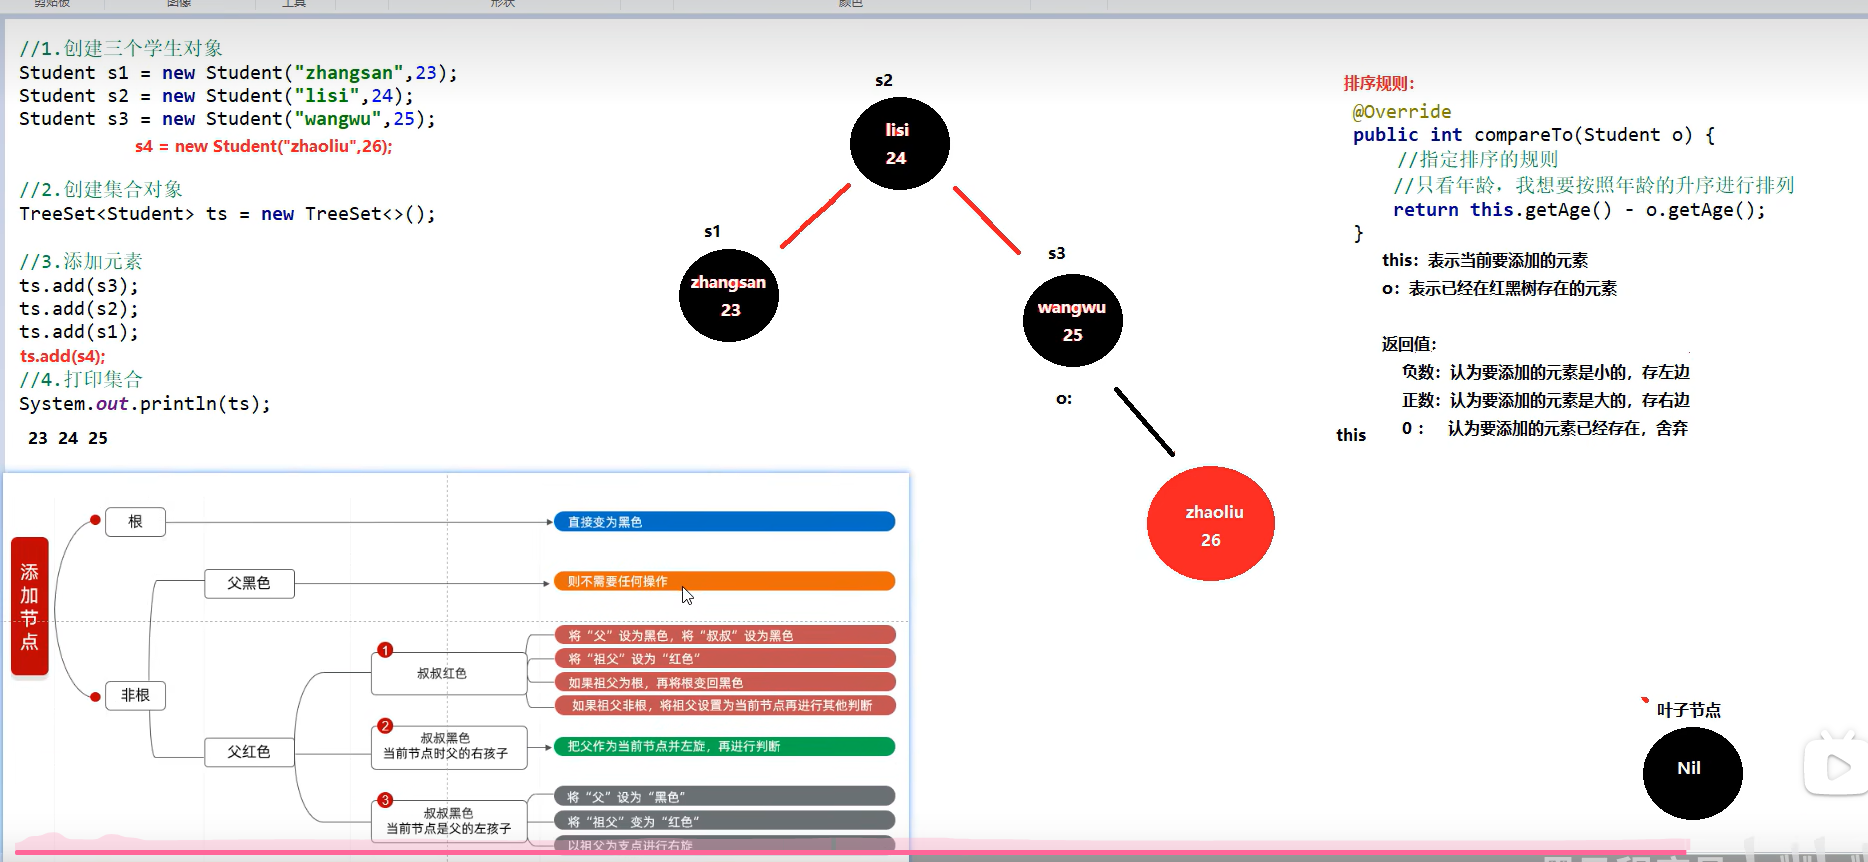 剪贴板
图像
工具
形状
颜色
//1.创建三个学生对象
Student s1 = new Student("zhangsan",23);
Student s2 = new Student("lisi",24);
Student s3 = new Student("wangwu",25);
s4 = new Student("zhaoliu",26);
//2.创建集合对象
TreeSet<Student> ts = new TreeSet<>();
//3.添加元素
ts.add(s3);
ts.add(s2);
ts.add(s1);
ts.add(s4);
//4.打印集合
System.out.println(ts);
23 24 25
s2
lisi
24
s1
zhangsan
23
s3
wangwu
25
o:
zhaoliu
26
排序规则：
@Override
public int compareTo(Student o) {
//指定排序的规则
//只看年龄，我想要按照年龄的升序进行排列
return this.getAge() - o.getAge();
}
this：表示当前要添加的元素
o：表示已经在红黑树存在的元素
返回值：
负数：认为要添加的元素是小的，存左边
正数：认为要添加的元素是大的，存右边
0 ： 认为要添加的元素已经存在，舍弃
this
添加节点
根
直接变为黑色
非根
父黑色
则不需要任何操作
父红色
1
叔叔红色
将“父”设为黑色，将“叔叔”设为黑色
将“祖父”设为“红色”
如果祖父为根，再将根变回黑色
如果祖父非根，将祖父设置为当前节点再进行其他判断
2
叔叔黑色
当前节点时父的右孩子
把父作为当前节点并左旋，再进行判断
3
叔叔黑色
当前节点是父的左孩子
将“父”设为“黑色”
将“祖父”变为“红色”
以祖父为支点进行右旋
叶子节点
Nil